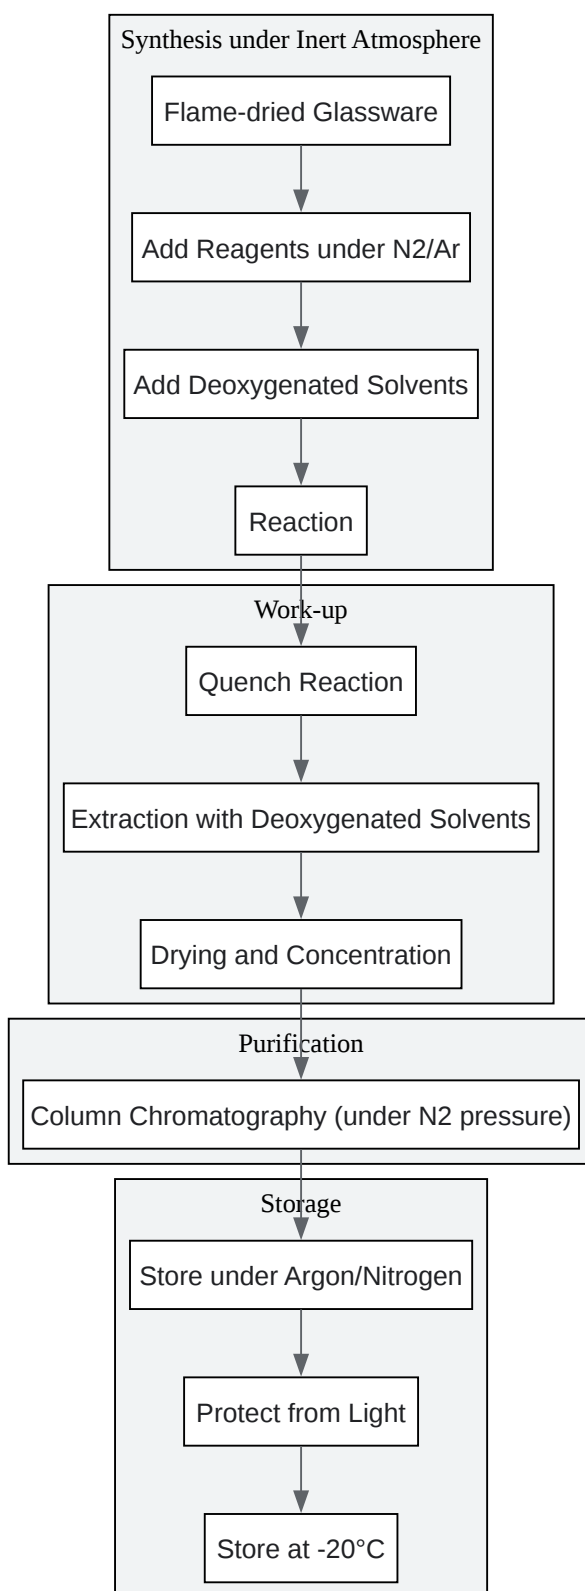 Synthesis under Inert Atmosphere
Flame-dried Glassware
Add Reagents under N2/Ar
Add Deoxygenated Solvents
Reaction
Work-up
Quench Reaction
Extraction with Deoxygenated Solvents
Drying and Concentration
Purification
Column Chromatography (under N2 pressure)
Storage
Store under Argon/Nitrogen
Protect from Light
Store at -20°C